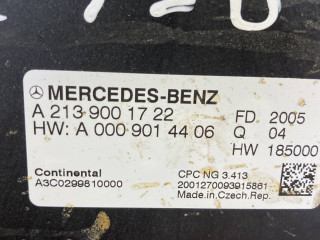 MERCEDES-BENZ
A 213 900 17 22 FD 2005
HW: A 000 901 44 06 Q 04
HW 185000
Continental CPC NG 3.413
A3C0299810000 2001270093915861
Made in Czech.Rep.